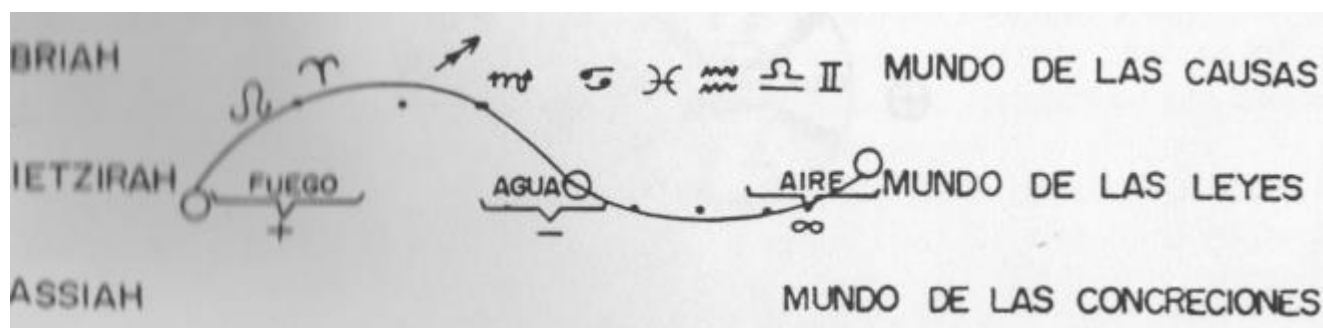 BRIAH ♌ ♈ ♐ ♏ ♋ ♓ ♒ ♎ ♊ MUNDO DE LAS CAUSAS
IETZIRAH FUEGO AGUA AIRE MUNDO DE LAS LEYES
+ − ∞
ASSIAH MUNDO DE LAS CONCRECIONES